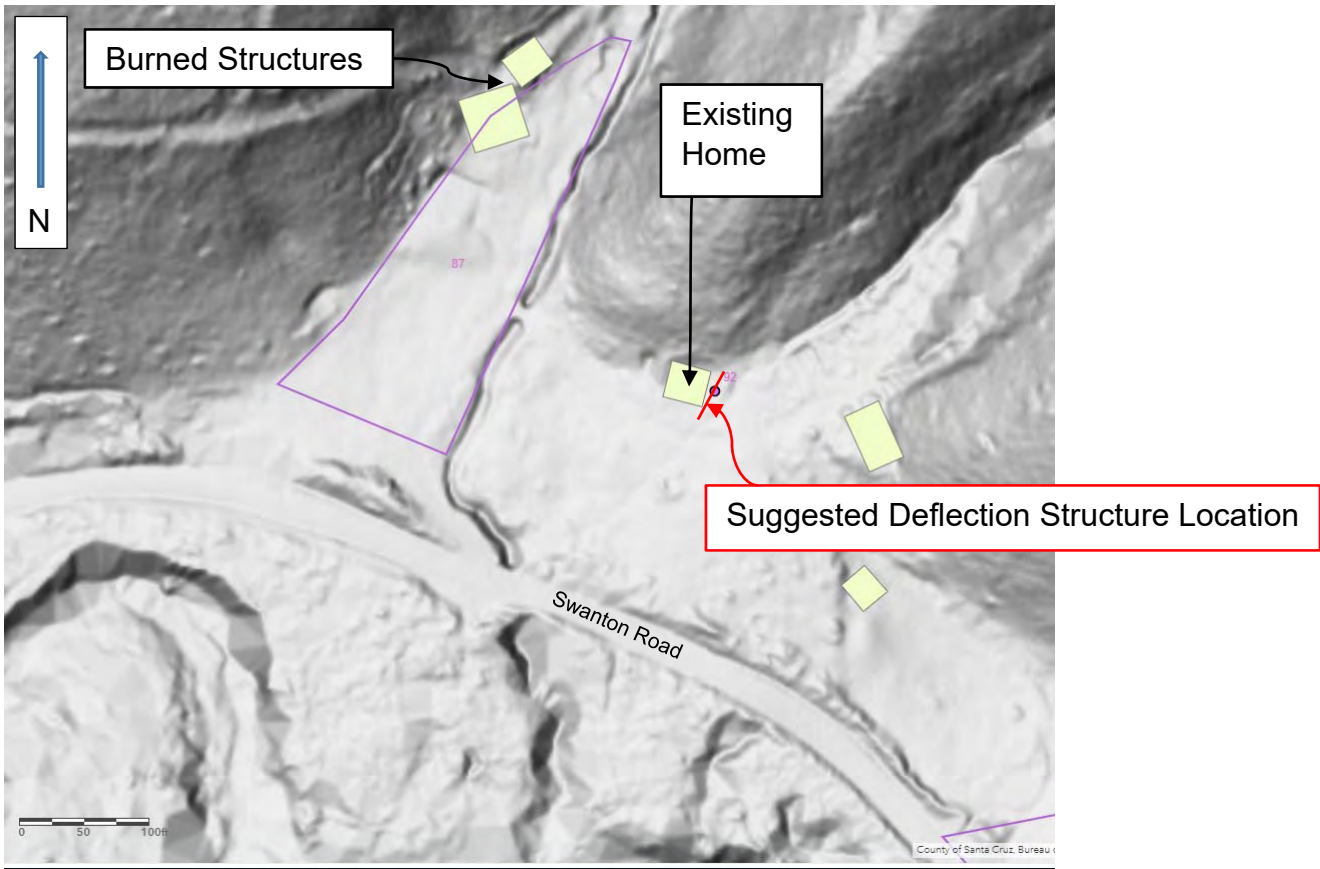 Burned Structures
Existing
Home
N
87
92
Suggested Deflection Structure Location
Swanton Road
0 50 100ft
County of Santa Cruz, Bureau